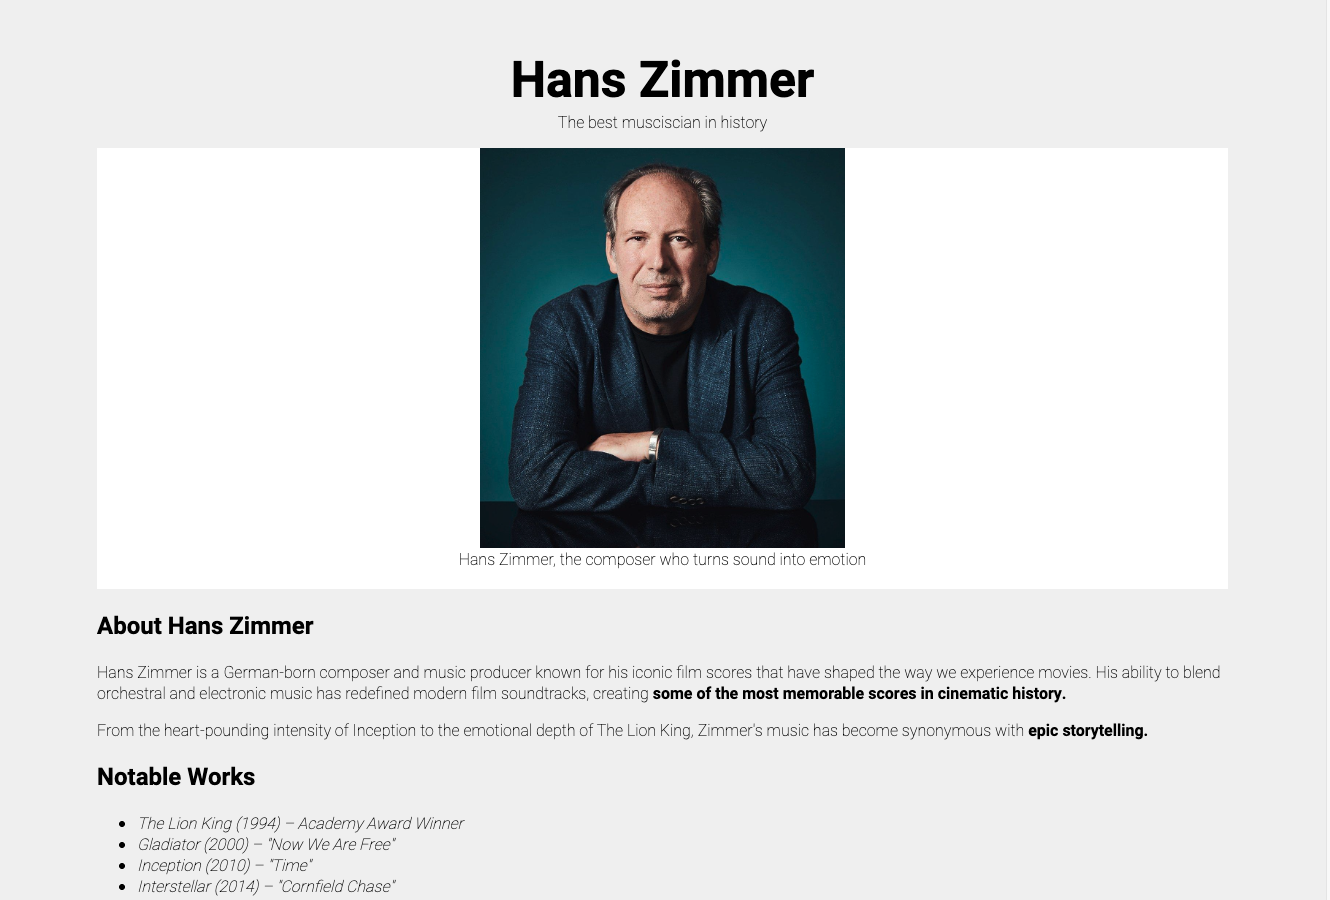 Hans Zimmer
The best musciscian in history
Hans Zimmer, the composer who turns sound into emotion
About Hans Zimmer
Hans Zimmer is a German-born composer and music producer known for his iconic film scores that have shaped the way we experience movies. His ability to blend
orchestral and electronic music has redefined modern film soundtracks, creating some of the most memorable scores in cinematic history.
From the heart-pounding intensity of Inception to the emotional depth of The Lion King, Zimmer's music has become synonymous with epic storytelling.
Notable Works
• The Lion King (1994) – Academy Award Winner
• Gladiator (2000) – "Now We Are Free"
• Inception (2010) – "Time"
• Interstellar (2014) – "Cornfield Chase"